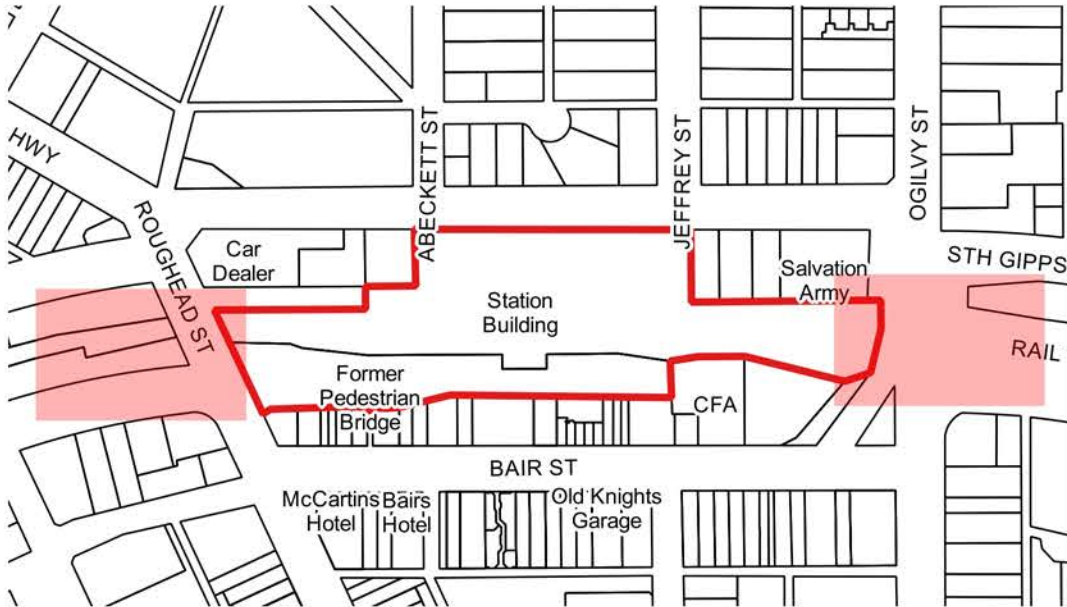 ABECKETT ST
JEFFREY ST
OGILVY ST
HWY
ROUGHEAD ST
Car
Dealer
Salvation
Army
STH GIPPS
Station
Building
RAIL
Former
Pedestrian
Bridge
CFA
BAIR ST
McCartins
Hotel
Bairs
Hotel
Old Knights
Garage